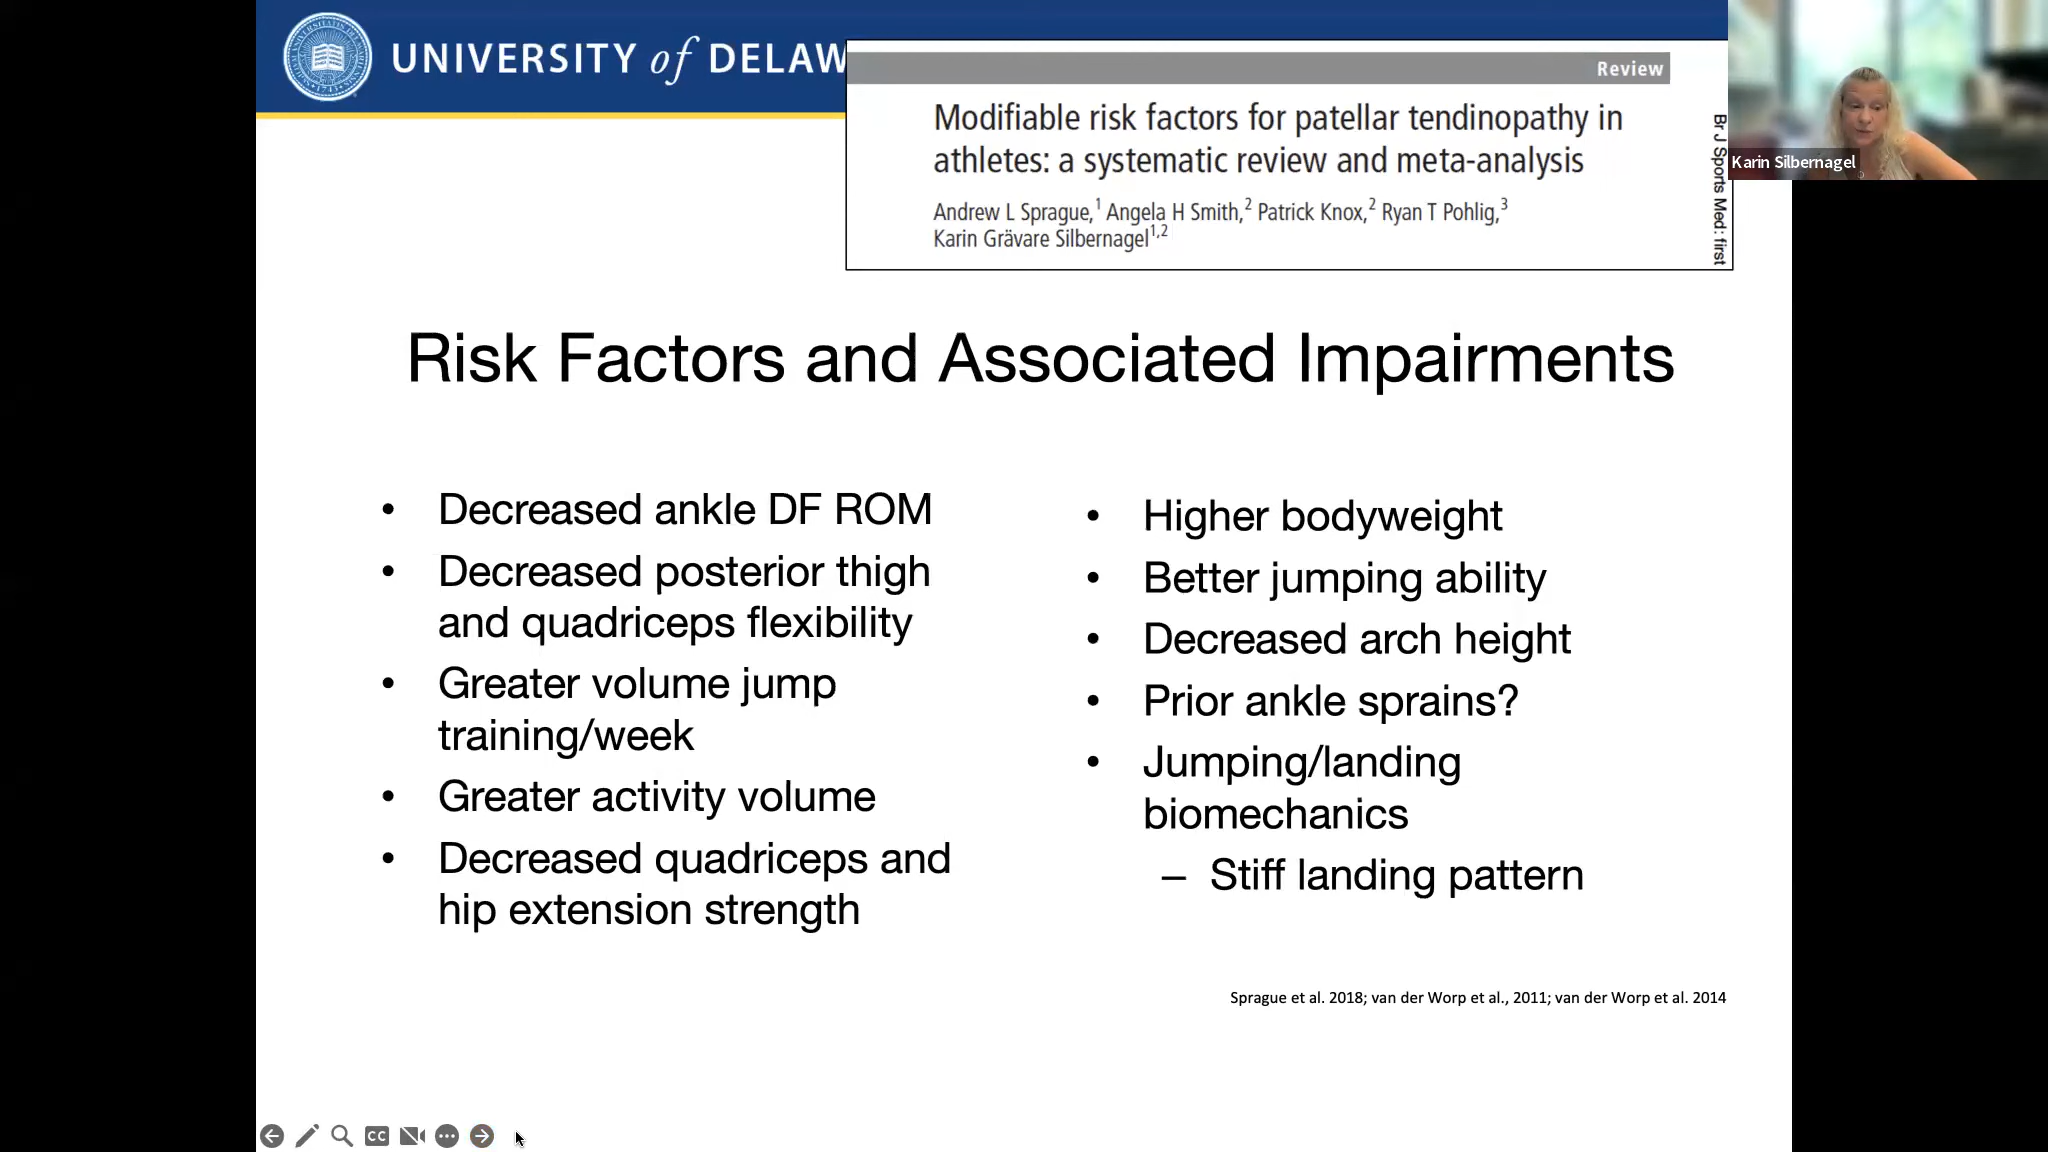 UNIVERSITY of DELAW
Review
Modifiable risk factors for patellar tendinopathy in
athletes: a systematic review and meta-analysis
Andrew L Sprague,1 Angela H Smith,2 Patrick Knox,2 Ryan T Pohlig,3
Karin Grävare Silbernagel1,2
Br J Sports Med: first
Karin Silbernagel
Risk Factors and Associated Impairments
• Decreased ankle DF ROM
• Decreased posterior thigh
and quadriceps flexibility
• Greater volume jump
training/week
• Greater activity volume
• Decreased quadriceps and
hip extension strength
• Higher bodyweight
• Better jumping ability
• Decreased arch height
• Prior ankle sprains?
• Jumping/landing
biomechanics
– Stiff landing pattern
Sprague et al. 2018; van der Worp et al., 2011; van der Worp et al. 2014
CC